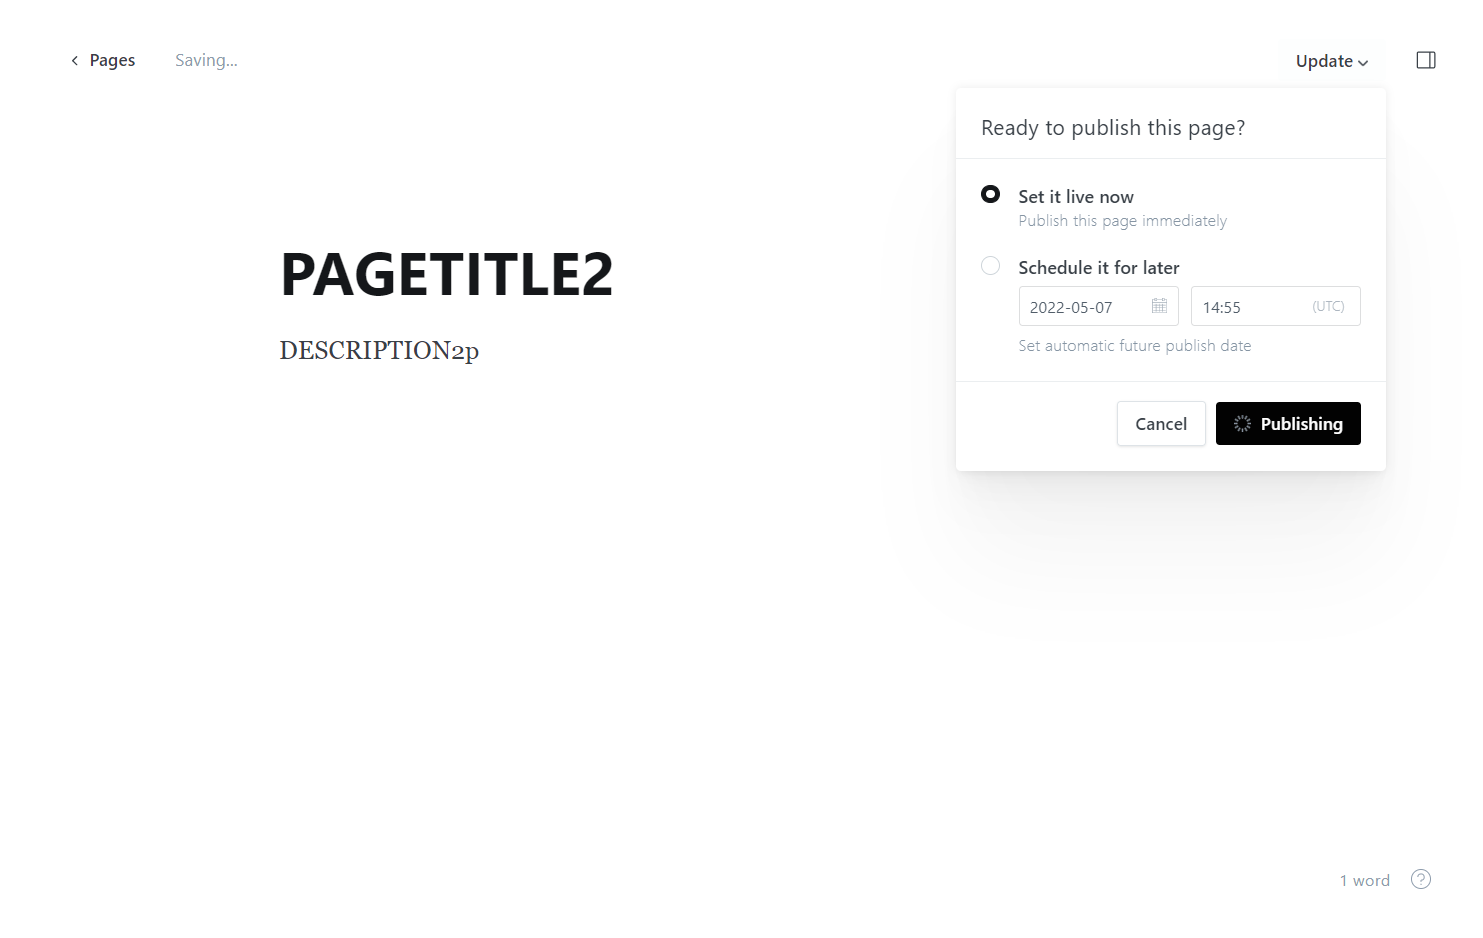 Pages
Saving...
Update
Ready to publish this page?
Set it live now
Publish this page immediately
Schedule it for later
2022-05-07
14:55
(UTC)
Set automatic future publish date
Cancel
Publishing
PAGETITLE2
DESCRIPTION2p
1 word
?